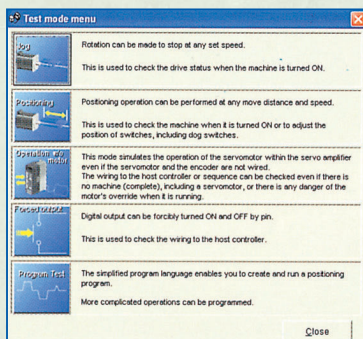 Test mode menu
Jog
Rotation can be made to stop at any set speed.
This is used to check the drive status when the machine is turned ON.
Positioning
Positioning operation can be performed at any move distance and speed.
This is used to check the machine when it is turned ON or to adjust the
position of switches, including dog switches.
Operation w/o
motor
This mode simulates the operation of the servomotor within the servo amplifier
even if the servomotor and the encoder are not wired.
The wiring to the host controller or sequence can be checked even if there is
no machine (complete), including a servomotor, or there is any danger of the
motor's override when it is running.
Forced output
Digital output can be forcibly turned ON and OFF by pin.
This is used to check the wiring to the host controller.
Program Test
The simplified program language enables you to create and run a positioning
program.
More complicated operations can be programmed.
Close